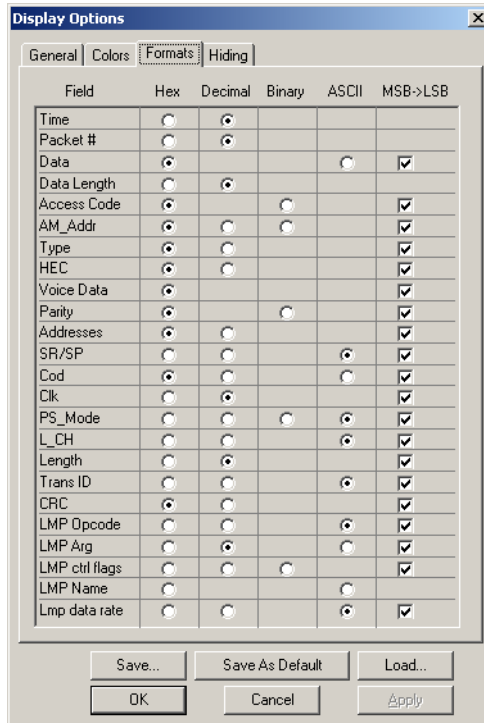 Display Options
General Colors Formats Hiding
Field Hex Decimal Binary ASCII MSB->LSB
Time
Packet #
Data
Data Length
Access Code
AM_Addr
Type
HEC
Voice Data
Parity
Addresses
SR/SP
Cod
Clk
PS_Mode
L_CH
Length
Trans ID
CRC
LMP Opcode
LMP Arg
LMP ctrl flags
LMP Name
Lmp data rate
Save... Save As Default Load...
OK Cancel Apply